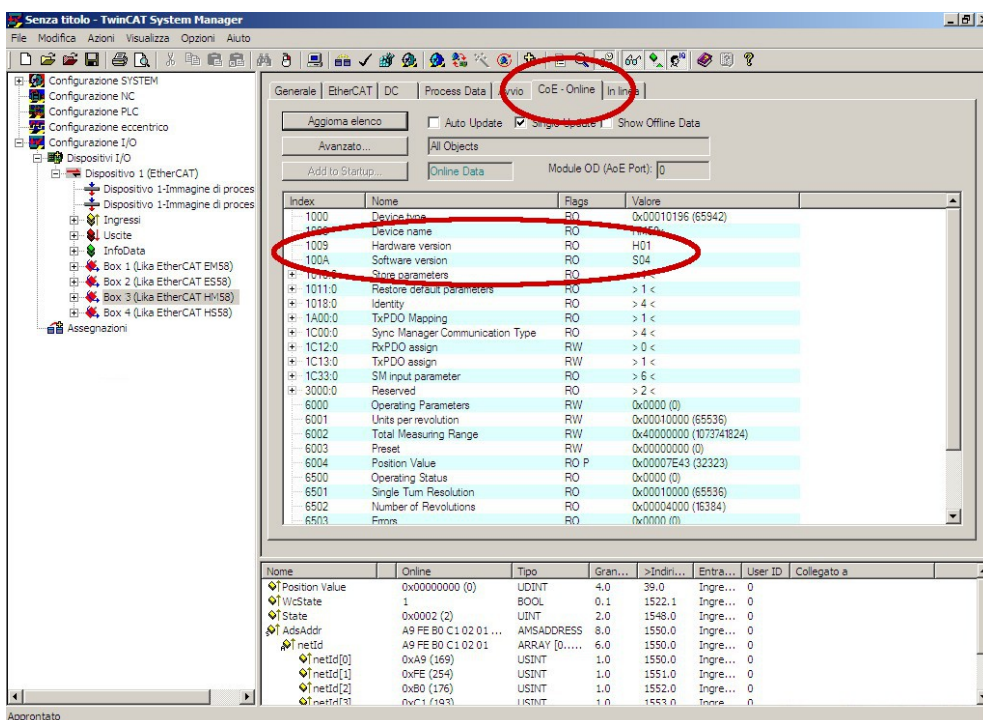 Senza titolo - TwinCAT System Manager
File Modifica Azioni Visualizza Opzioni Aiuto
Configurazione SYSTEM
Configurazione NC
Configurazione PLC
Configurazione eccentrico
Configurazione I/O
Dispositivi I/O
Dispositivo 1 (EtherCAT)
Dispositivo 1-Immagine di proces
Dispositivo 1-Immagine di proces
Ingressi
Uscite
InfoData
Box 1 (Lika EtherCAT EM58)
Box 2 (Lika EtherCAT ES58)
Box 3 (Lika EtherCAT HM58)
Box 4 (Lika EtherCAT HS58)
Assegnazioni
Generale EtherCAT DC Process Data Avvio CoE - Online In linea
Aggiorna elenco Auto Update Single Update Show Offline Data
Avanzato... All Objects
Add to Startup... Online Data Module OD (AoE Port): 0
Index Nome Flags Valore
1000 Device type RO 0x00010196 (65942)
1008 Device name RO HM58
1009 Hardware version RO H01
100A Software version RO S04
1010:0 Store parameters RO > 1 <
1011:0 Restore default parameters RO > 1 <
1018:0 Identity RO > 4 <
1A00:0 TxPDO Mapping RO > 1 <
1C00:0 Sync Manager Communication Type RO > 4 <
1C12:0 RxPDO assign RW > 0 <
1C13:0 TxPDO assign RW > 1 <
1C33:0 SM input parameter RO > 6 <
3000:0 Reserved RO > 2 <
6000 Operating Parameters RW 0x0000 (0)
6001 Units per revolution RW 0x00010000 (65536)
6002 Total Measuring Range RW 0x40000000 (1073741824)
6003 Preset RW 0x00000000 (0)
6004 Position Value RO P 0x00007E43 (32323)
6500 Operating Status RO 0x0000 (0)
6501 Single Turn Resolution RO 0x00010000 (65536)
6502 Number of Revolutions RO 0x00004000 (16384)
6503 Errors RO 0x0000 (0)
Nome Online Tipo Gran... >Indiri... Entra... User ID Collegato a
Position Value 0x00000000 (0) UDINT 4.0 39.0 Ingre... 0
WcState 1 BOOL 0.1 1522.1 Ingre... 0
State 0x0002 (2) UINT 2.0 1548.0 Ingre... 0
AdsAddr A9 FE B0 C1 02 01 ... AMSADDRESS 8.0 1550.0 Ingre... 0
netId A9 FE B0 C1 02 01 ARRAY [0..... 6.0 1550.0 Ingre... 0
netId[0] 0xA9 (169) USINT 1.0 1550.0 Ingre... 0
netId[1] 0xFE (254) USINT 1.0 1551.0 Ingre... 0
netId[2] 0xB0 (176) USINT 1.0 1552.0 Ingre... 0
netId[3] 0xC1 (193) USINT 1.0 1553.0 Ingre... 0
Approntato